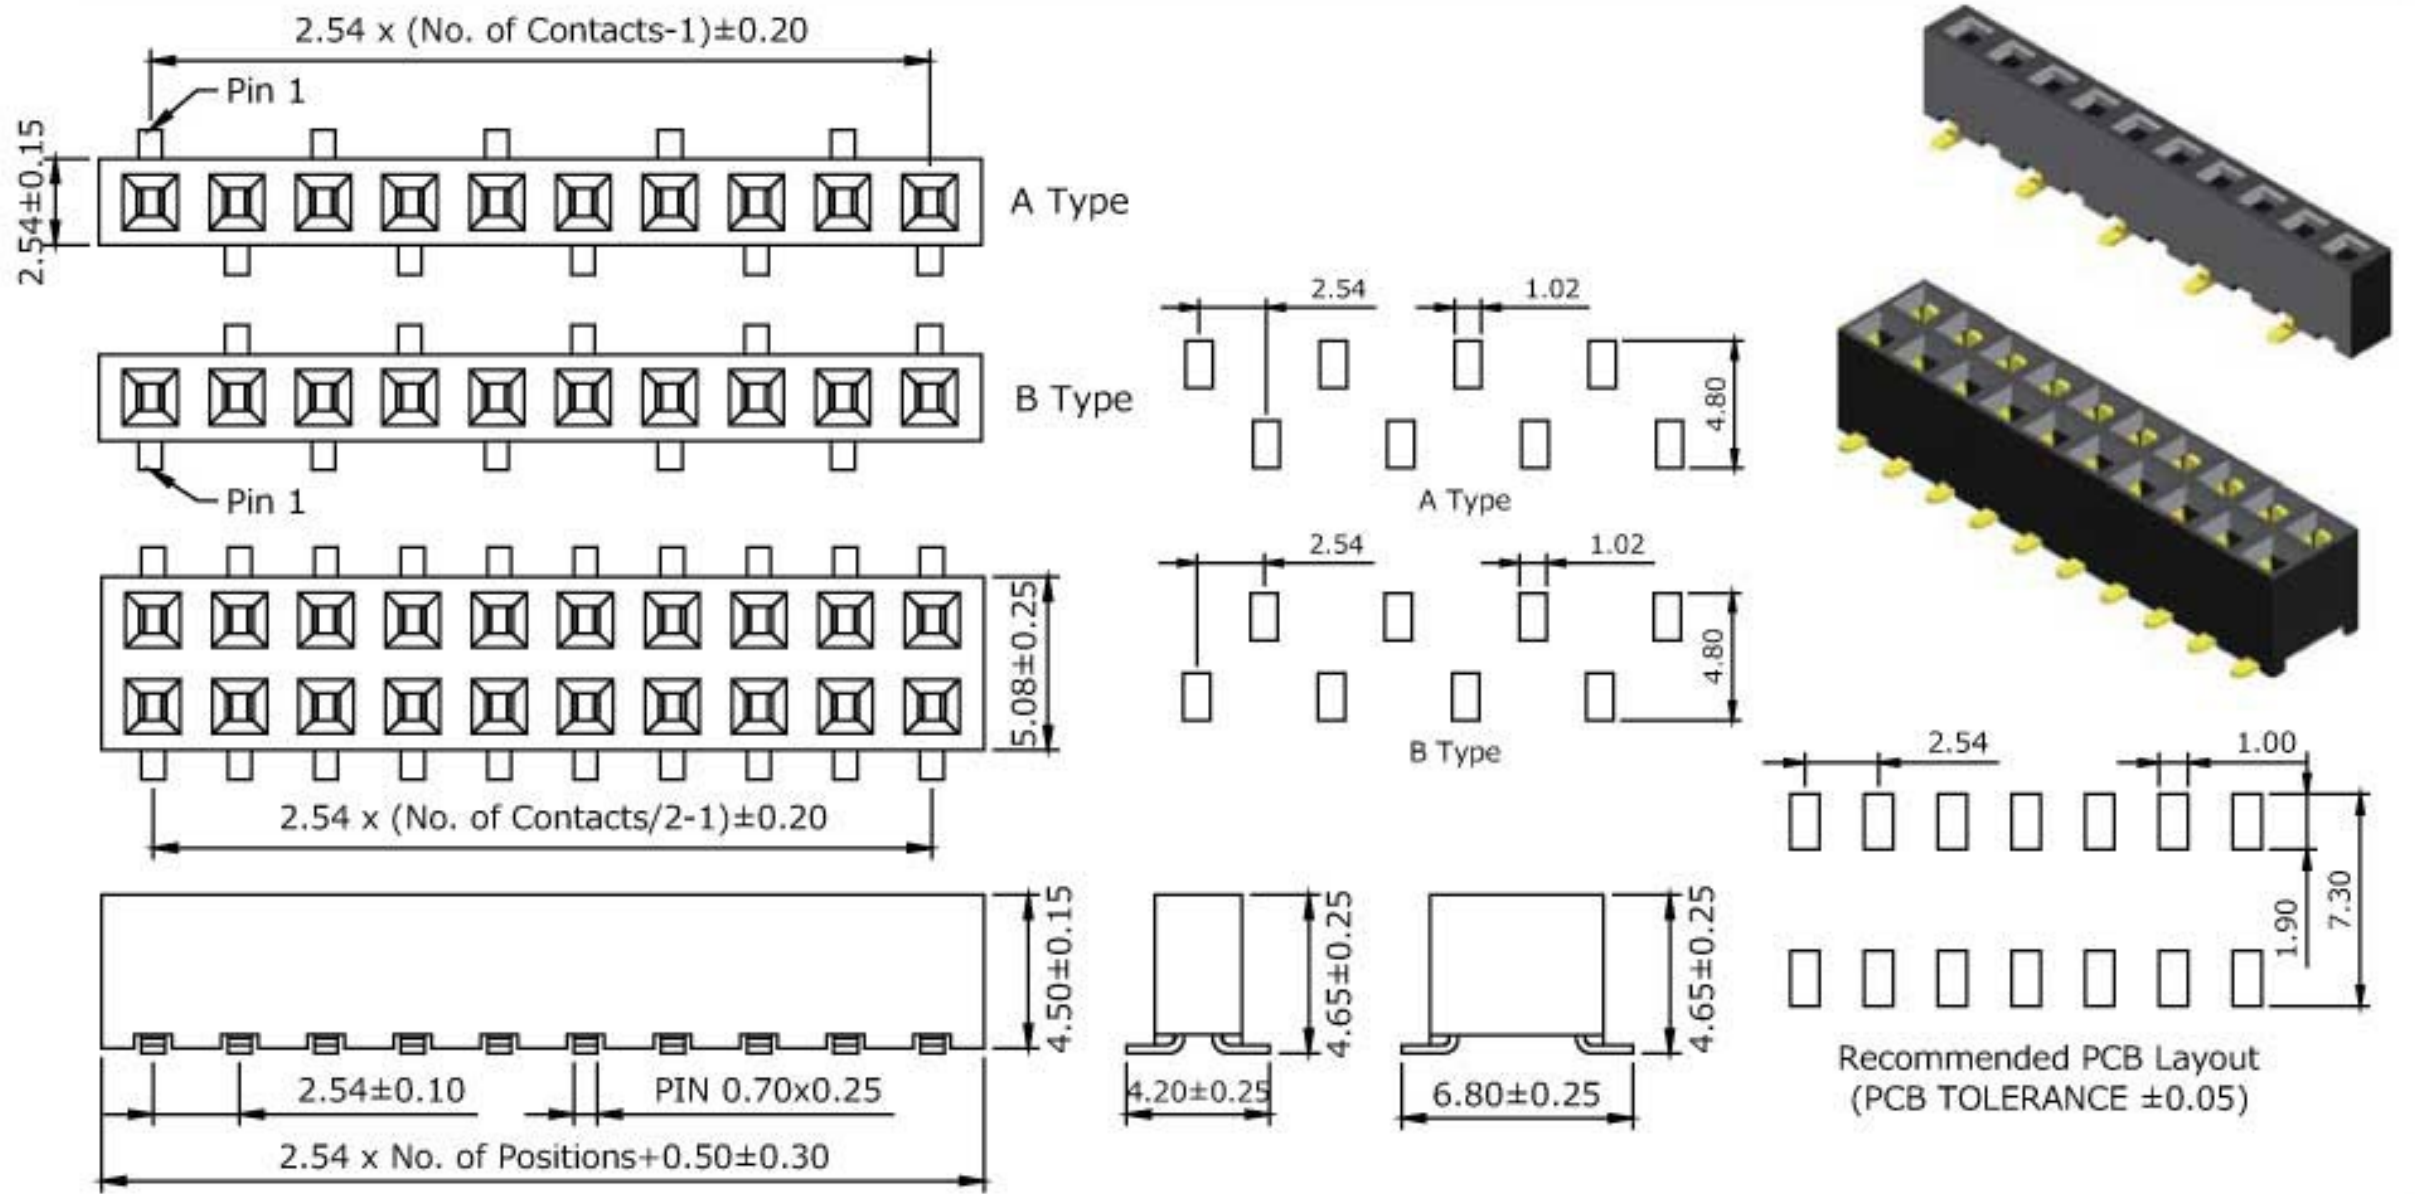 2.54 x (No. of Contacts-1)±0.20
Pin 1
2.54±0.15
A Type
B Type
Pin 1
2.54
1.02
4.80
A Type
2.54
1.02
4.80
B Type
5.08±0.25
2.54 x (No. of Contacts/2-1)±0.20
4.50±0.15
2.54±0.10
PIN 0.70x0.25
2.54 x No. of Positions+0.50±0.30
4.65±0.25
4.20±0.25
4.65±0.25
6.80±0.25
2.54
1.00
1.90
7.30
Recommended PCB Layout
(PCB TOLERANCE ±0.05)